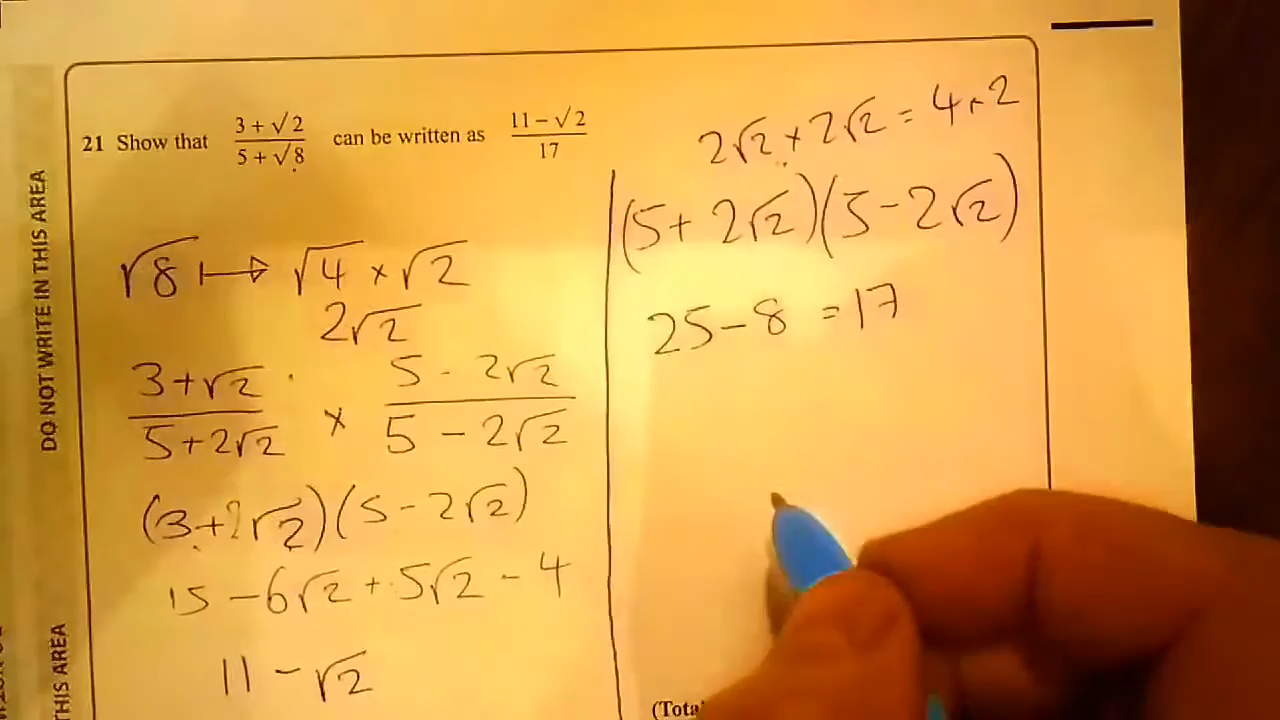 DO NOT WRITE IN THIS AREA
THIS AREA
21 Show that (3 + √2)/(5 + √8) can be written as (11 – √2)/17
√8 ↦ √4 × √2
2√2
(3 + √2)/(5 + 2√2) × (5 - 2√2)/(5 - 2√2)
(3 + 2√2)(5 - 2√2)
15 - 6√2 + 5√2 - 4
11 - √2
2√2 × 2√2 = 4 × 2
(5 + 2√2)(5 - 2√2)
25 - 8 = 17
(Tota